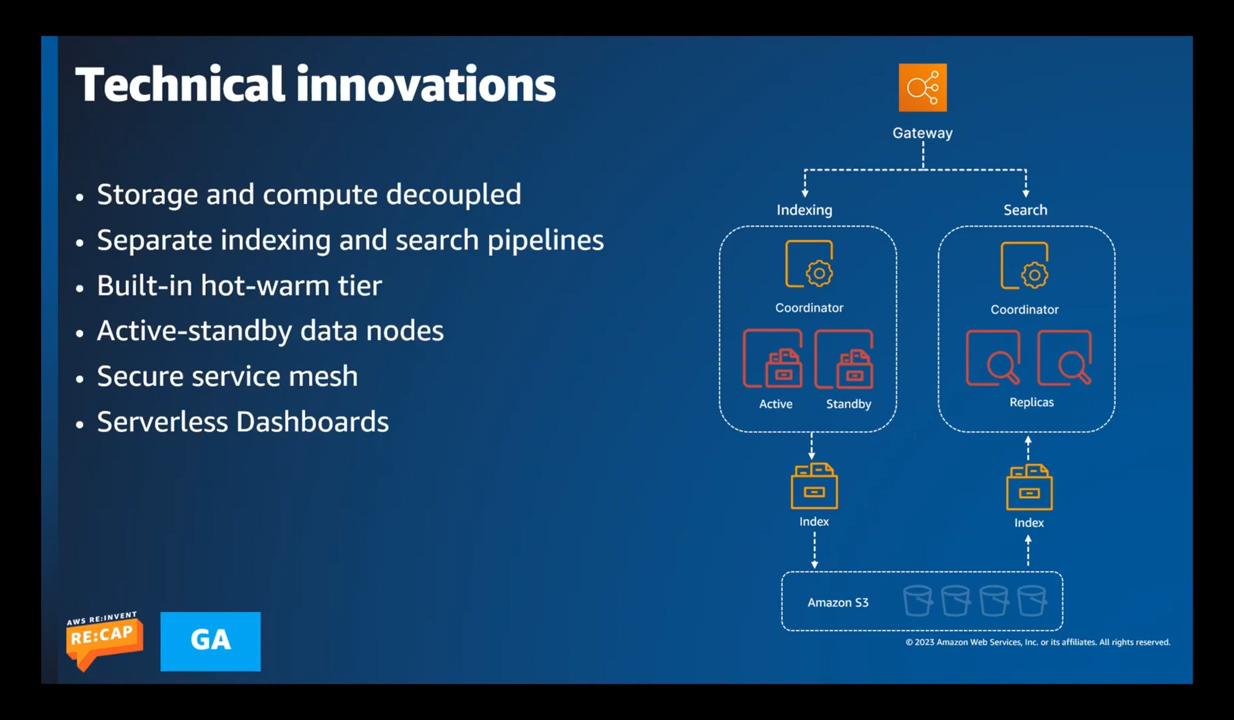 Technical innovations
• Storage and compute decoupled
• Separate indexing and search pipelines
• Built-in hot-warm tier
• Active-standby data nodes
• Secure service mesh
• Serverless Dashboards
Gateway
Indexing
Search
Coordinator
Coordinator
Active
Standby
Replicas
Index
Index
Amazon S3
AWS RE:INVENT
RE:CAP
GA
© 2023 Amazon Web Services, Inc. or its affiliates. All rights reserved.